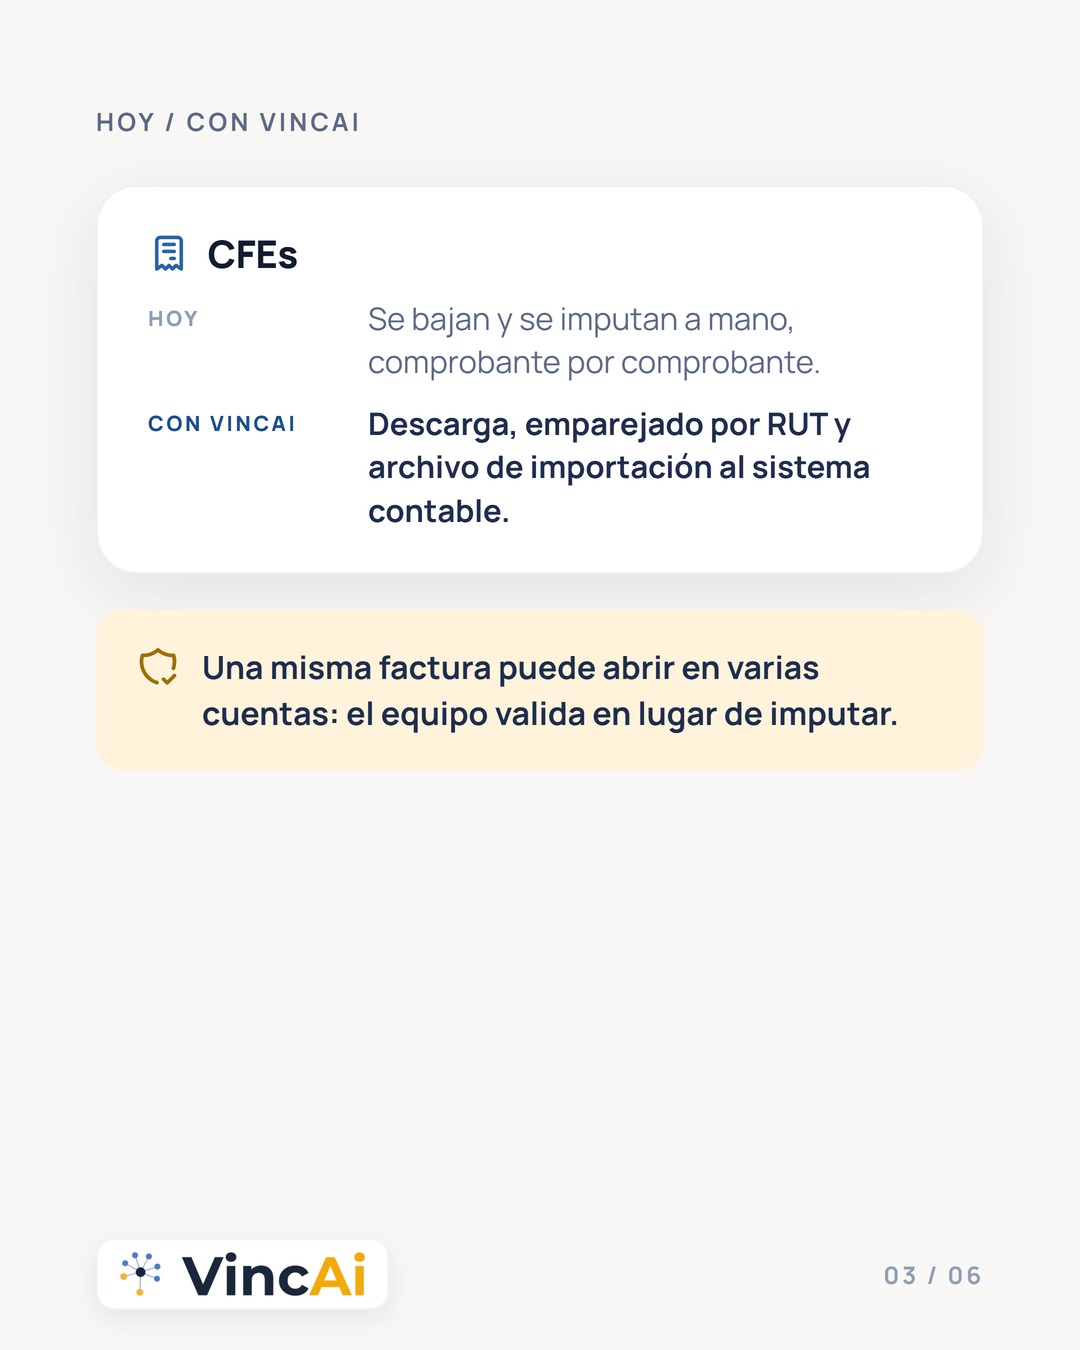 HOY / CON VINCAI
CFEs
HOY
Se bajan y se imputan a mano,
comprobante por comprobante.
CON VINCAI
Descarga, emparejado por RUT y
archivo de importación al sistema
contable.
Una misma factura puede abrir en varias
cuentas: el equipo valida en lugar de imputar.
VincAi
03 / 06